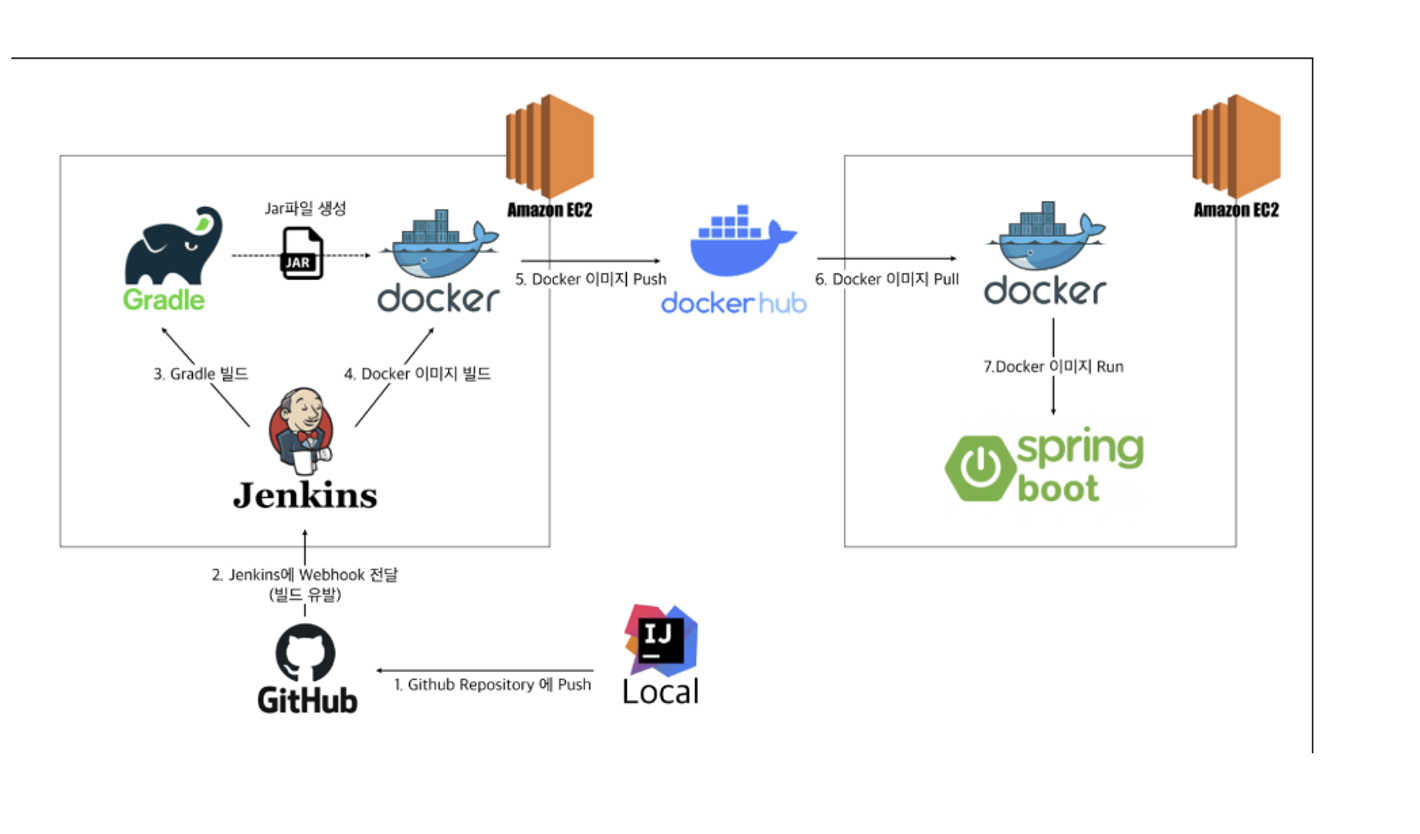 Amazon EC2
Amazon EC2
Jar파일 생성
JAR
Gradle
docker
5. Docker 이미지 Push
docker hub
6. Docker 이미지 Pull
docker
3. Gradle 빌드
4. Docker 이미지 빌드
7.Docker 이미지 Run
Jenkins
spring
boot
2. Jenkins에 Webhook 전달
(빌드 유발)
GitHub
1. Github Repository 에 Push
IJ
Local